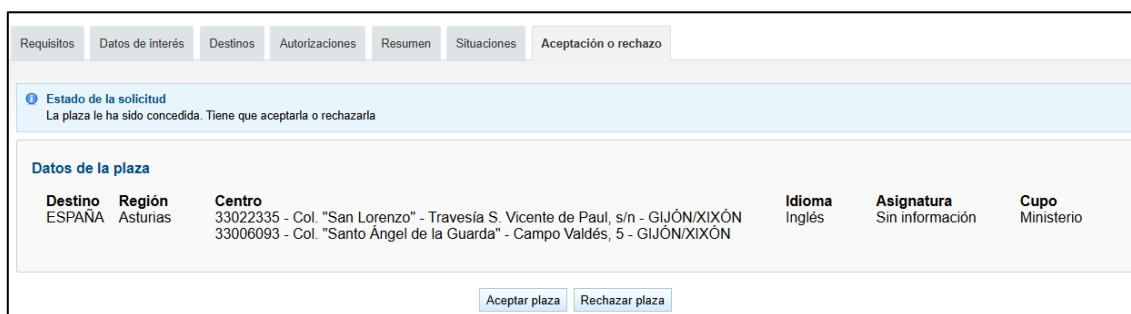 Requisitos Datos de interés Destinos Autorizaciones Resumen Situaciones Aceptación o rechazo
Estado de la solicitud
La plaza le ha sido concedida. Tiene que aceptarla o rechazarla
Datos de la plaza
Destino Región Centro Idioma Asignatura Cupo
ESPAÑA Asturias 33022335 - Col. "San Lorenzo" - Travesía S. Vicente de Paul, s/n - GIJÓN/XIXÓN Inglés Sin información Ministerio
33006093 - Col. "Santo Ángel de la Guarda" - Campo Valdés, 5 - GIJÓN/XIXÓN
Aceptar plaza Rechazar plaza